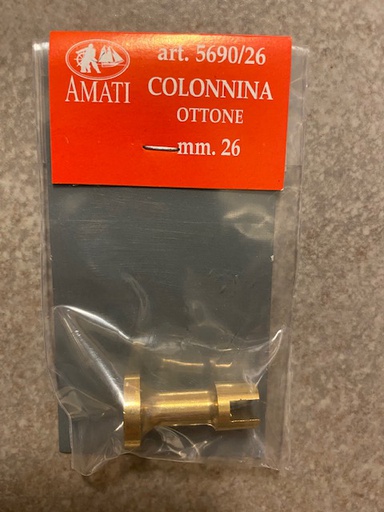 art. 5690/26
AMATI
COLONNINA
OTTONE
mm. 26